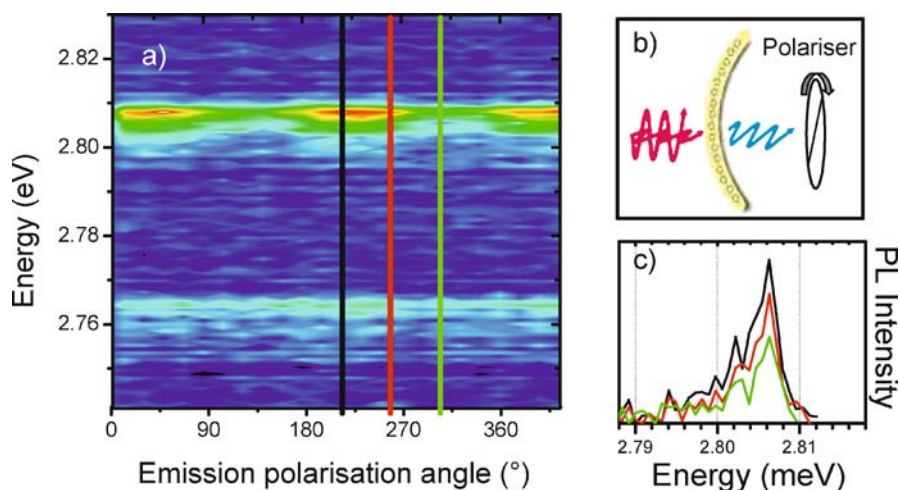 a)
2.82
2.80
2.78
2.76
Energy (eV)
0
90
180
270
360
Emission polarisation angle (°)
b)
Polariser
c)
PL Intensity
2.79
2.80
2.81
Energy (meV)